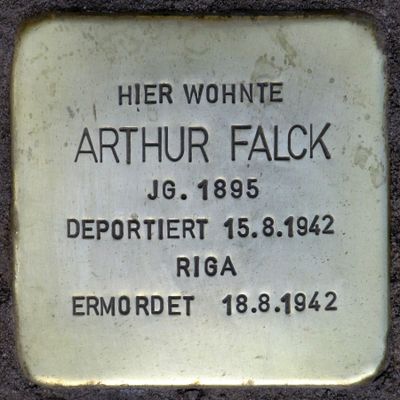 HIER WOHNTE
ARTHUR FALCK
JG. 1895
DEPORTIERT 15.8.1942
RIGA
ERMORDET 18.8.1942